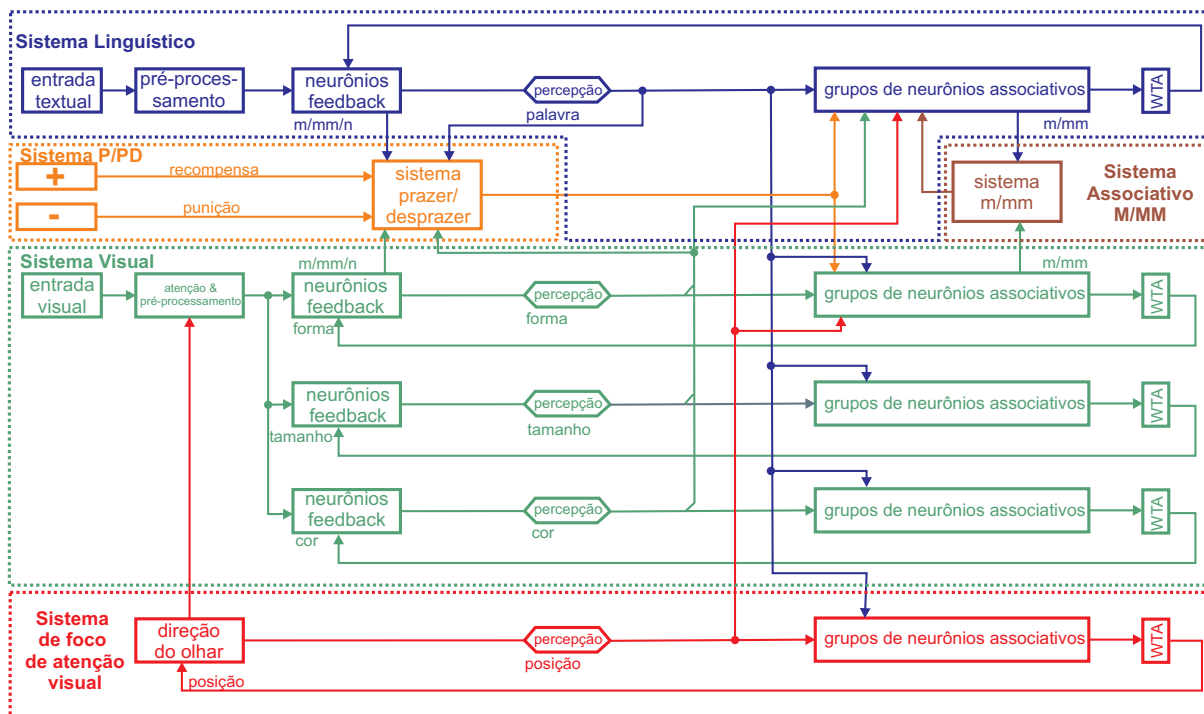 Sistema Linguístico
entrada
textual
pré-proces-
samento
neurônios
feedback
m/mm/n
percepção
palavra
grupos de neurônios associativos
m/mm
WTA
Sistema P/PD
+
recompensa
-
punição
sistema
prazer/
desprazer
sistema
m/mm
Sistema
Associativo
M/MM
Sistema Visual
entrada
visual
atenção &
pré-processamento
m/mm/n
neurônios
feedback
forma
percepção
forma
m/mm
grupos de neurônios associativos
WTA
neurônios
feedback
tamanho
percepção
tamanho
grupos de neurônios associativos
WTA
neurônios
feedback
cor
percepção
cor
grupos de neurônios associativos
WTA
Sistema
de foco
de atenção
visual
direção
do olhar
posição
percepção
posição
grupos de neurônios associativos
WTA